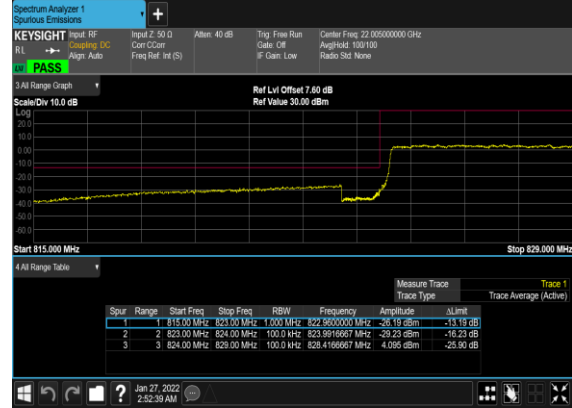 Spectrum Analyzer 1
Spurious Emissions
KEYSIGHT Input: RF Input Z: 50 Ω Atten: 40 dB Trig: Free Run Center Freq: 22.005000000 GHz
RL Coupling: DC Corr CCorr Gate: Off Avg|Hold: 100/100
Align: Auto Freq Ref: Int (S) IF Gain: Low Radio Std: None
PASS
3 All Range Graph
Ref Lvl Offset 7.60 dB
Scale/Div 10.0 dB Ref Value 30.00 dBm
Log
20.0
10.0
0.00
-10.0
-20.0
-30.0
-40.0
-50.0
-60.0
Start 815.000 MHz Stop 829.000 MHz
4 All Range Table
Measure Trace Trace 1
Trace Type Trace Average (Active)
Spur Range Start Freq Stop Freq RBW Frequency Amplitude ΔLimit
1 1 815.00 MHz 823.00 MHz 1.000 MHz 822.9600000 MHz -26.19 dBm -13.19 dB
2 2 823.00 MHz 824.00 MHz 100.0 kHz 823.9916667 MHz -29.23 dBm -16.23 dB
3 3 824.00 MHz 829.00 MHz 100.0 kHz 828.4166667 MHz 4.095 dBm -25.90 dB
? Jan 27, 2022
2:52:39 AM